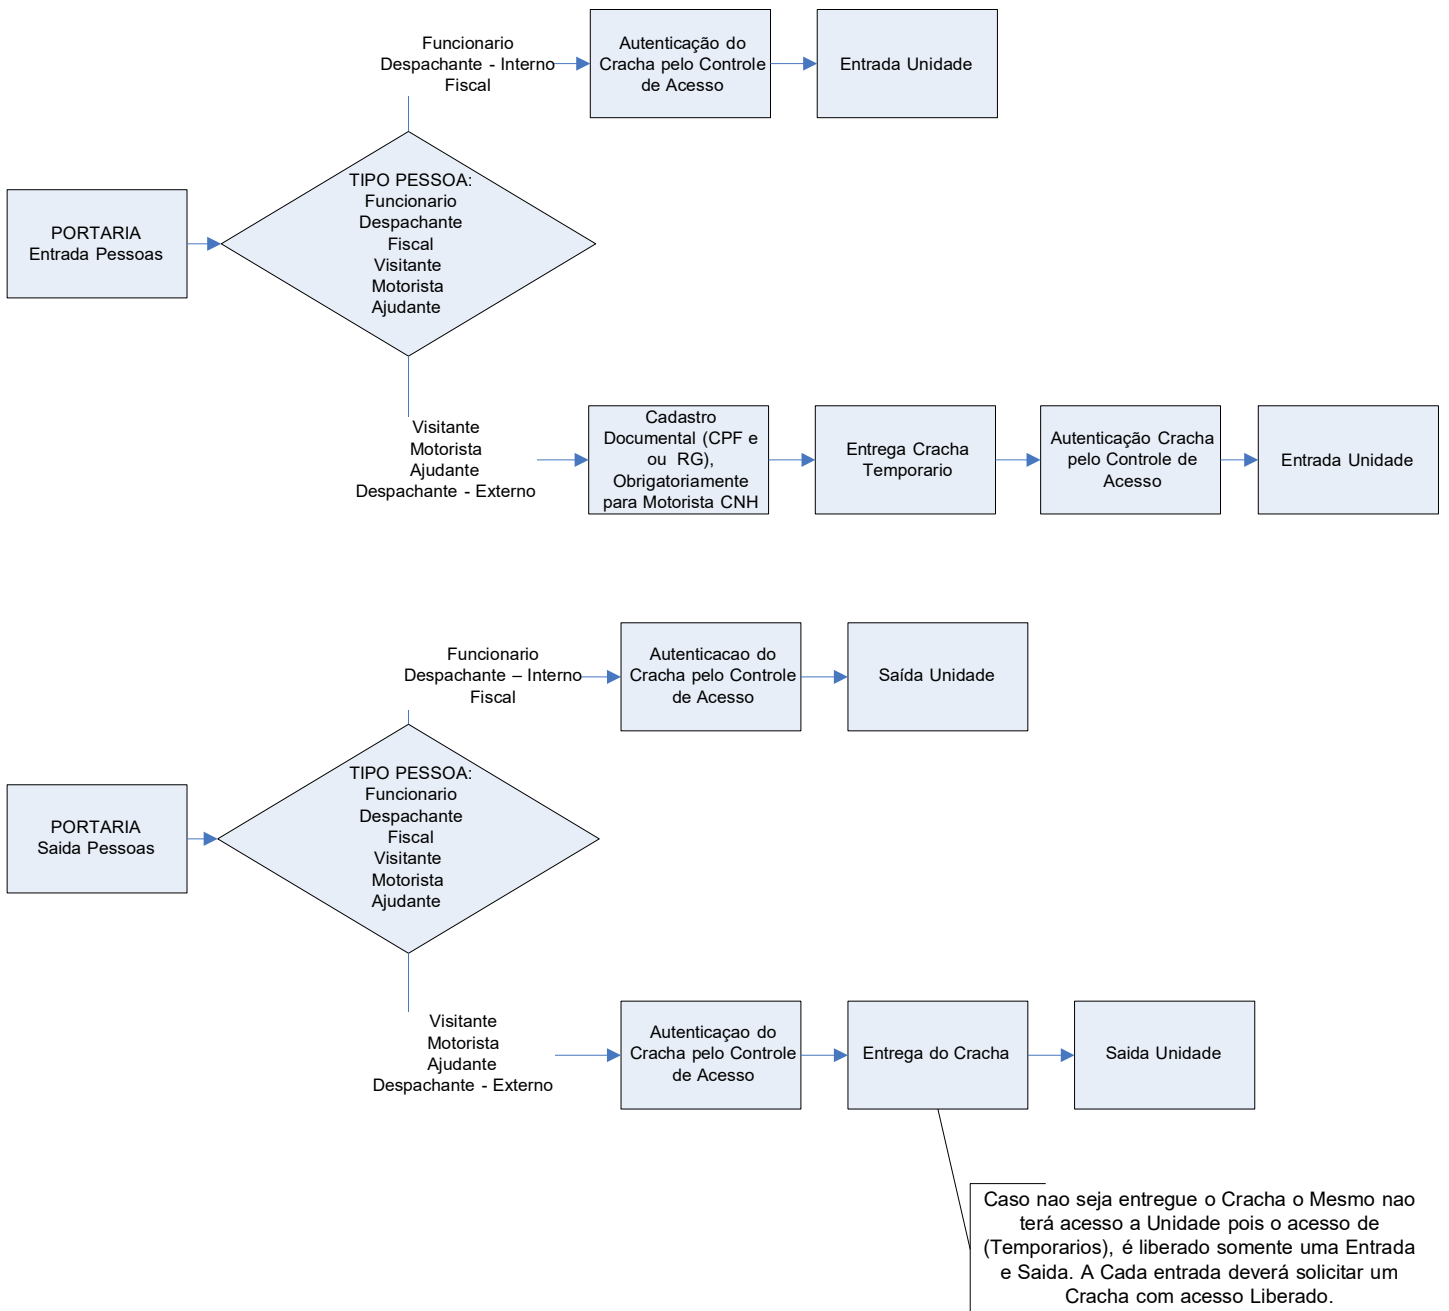 Funcionario
Despachante - Interno
Fiscal
Autenticação do
Cracha pelo Controle
de Acesso
Entrada Unidade
PORTARIA
Entrada Pessoas
TIPO PESSOA:
Funcionario
Despachante
Fiscal
Visitante
Motorista
Ajudante
Visitante
Motorista
Ajudante
Despachante - Externo
Cadastro
Documental (CPF e
ou RG),
Obrigatoriamente
para Motorista CNH
Entrega Cracha
Temporario
Autenticação Cracha
pelo Controle de
Acesso
Entrada Unidade
Funcionario
Despachante – Interno
Fiscal
Autenticacao do
Cracha pelo Controle
de Acesso
Saída Unidade
PORTARIA
Saida Pessoas
TIPO PESSOA:
Funcionario
Despachante
Fiscal
Visitante
Motorista
Ajudante
Visitante
Motorista
Ajudante
Despachante - Externo
Autenticaçao do
Cracha pelo Controle
de Acesso
Entrega do Cracha
Saida Unidade
Caso nao seja entregue o Cracha o Mesmo nao
terá acesso a Unidade pois o acesso de
(Temporarios), é liberado somente uma Entrada
e Saida. A Cada entrada deverá solicitar um
Cracha com acesso Liberado.